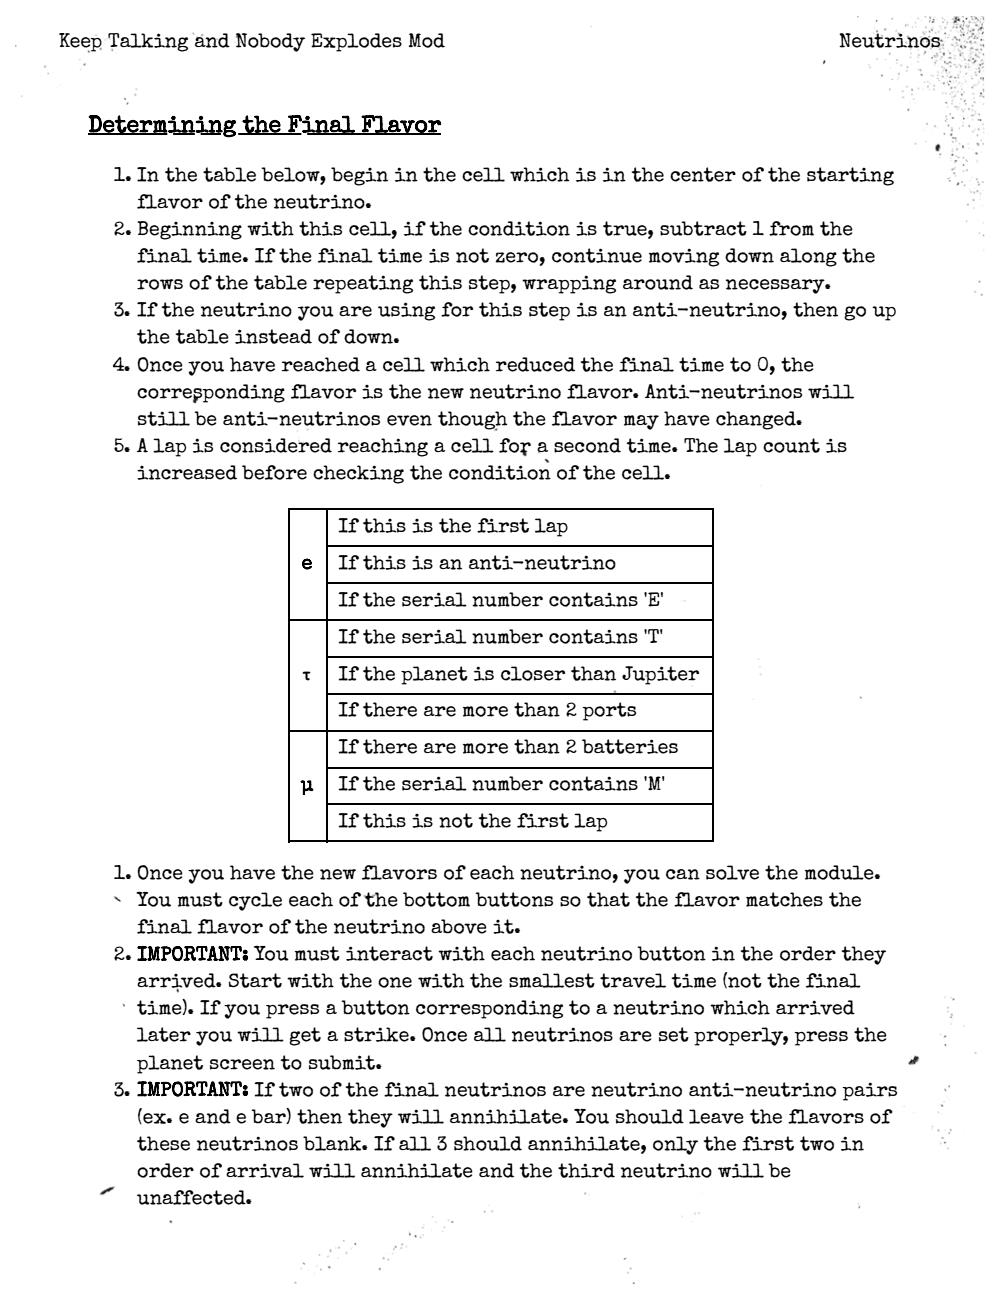 Keep Talking and Nobody Explodes Mod
Neutrinos
Determining the Final Flavor
1. In the table below, begin in the cell which is in the center of the starting
flavor of the neutrino.
2. Beginning with this cell, if the condition is true, subtract 1 from the
final time. If the final time is not zero, continue moving down along the
rows of the table repeating this step, wrapping around as necessary.
3. If the neutrino you are using for this step is an anti-neutrino, then go up
the table instead of down.
4. Once you have reached a cell which reduced the final time to 0, the
corresponding flavor is the new neutrino flavor. Anti-neutrinos will
still be anti-neutrinos even though the flavor may have changed.
5. A lap is considered reaching a cell for a second time. The lap count is
increased before checking the condition of the cell.
If this is the first lap
e If this is an anti-neutrino
If the serial number contains 'E'
If the serial number contains 'T'
τ If the planet is closer than Jupiter
If there are more than 2 ports
If there are more than 2 batteries
μ If the serial number contains 'M'
If this is not the first lap
1. Once you have the new flavors of each neutrino, you can solve the module.
You must cycle each of the bottom buttons so that the flavor matches the
final flavor of the neutrino above it.
2. IMPORTANT: You must interact with each neutrino button in the order they
arrived. Start with the one with the smallest travel time (not the final
time). If you press a button corresponding to a neutrino which arrived
later you will get a strike. Once all neutrinos are set properly, press the
planet screen to submit.
3. IMPORTANT: If two of the final neutrinos are neutrino anti-neutrino pairs
(ex. e and e bar) then they will annihilate. You should leave the flavors of
these neutrinos blank. If all 3 should annihilate, only the first two in
order of arrival will annihilate and the third neutrino will be
unaffected.